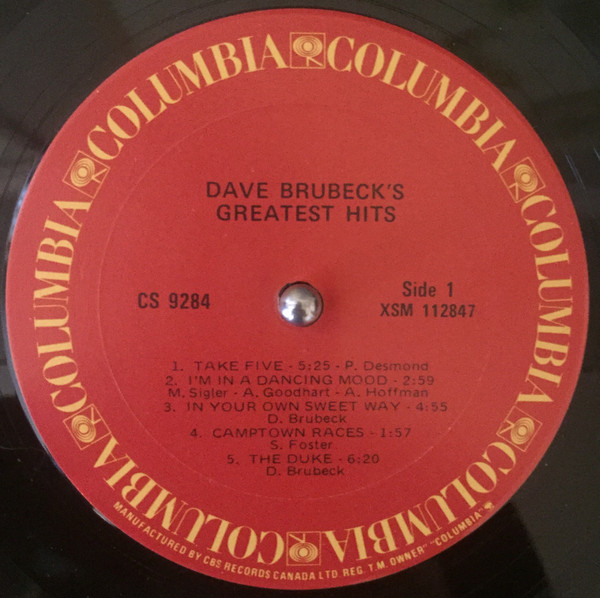 COLUMBIA COLUMBIA COLUMBIA COLUMBIA COLUMBIA COLUMBIA
DAVE BRUBECK'S
GREATEST HITS
CS 9284
Side 1
XSM 112847
1. TAKE FIVE - 5:25 - P. Desmond
2. I'M IN A DANCING MOOD - 2:59
M. Sigler - A. Goodhart - A. Hoffman
3. IN YOUR OWN SWEET WAY - 4:55
D. Brubeck
4. CAMPTOWN RACES - 1:57
S. Foster
5. THE DUKE - 6:20
D. Brubeck
MANUFACTURED BY CBS RECORDS CANADA LTD. REG. T.M. OWNER "COLUMBIA"